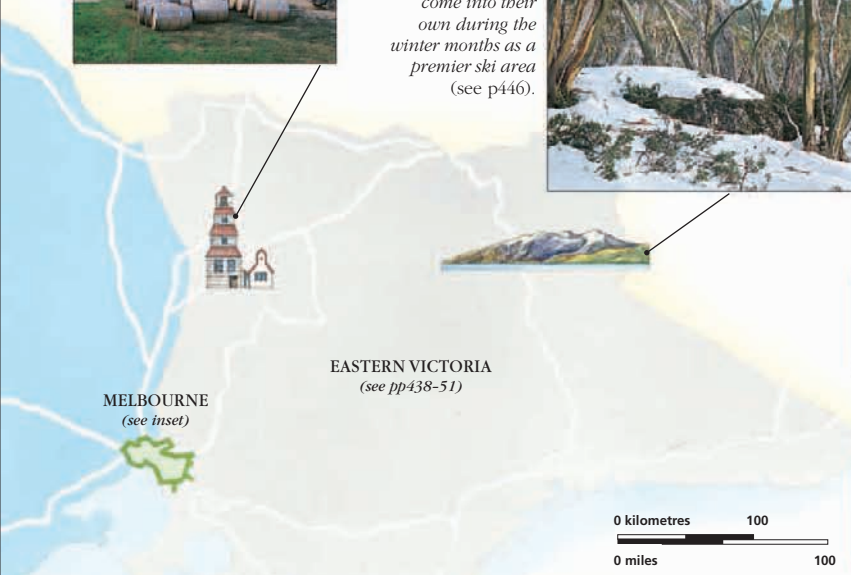 come into their
own during the
winter months as a
premier ski area
(see p446).
EASTERN VICTORIA
(see pp438-51)
MELBOURNE
(see inset)
0 kilometres 100
0 miles 100